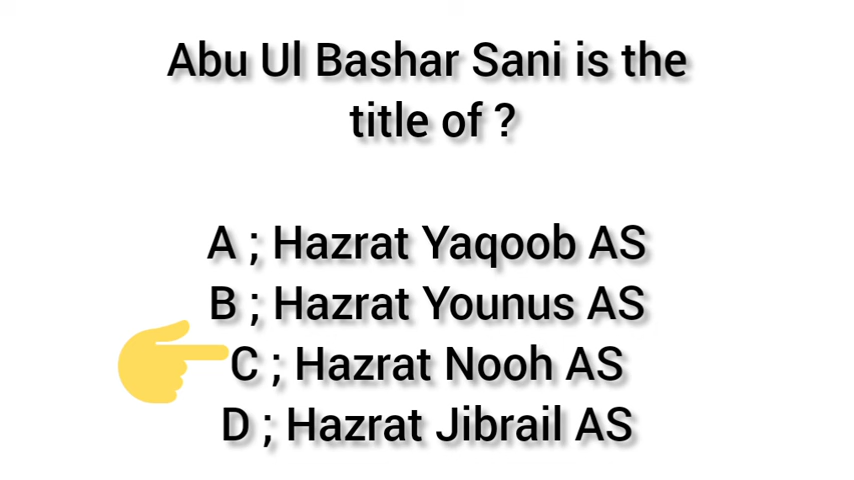 Abu Ul Bashar Sani is the
title of ?
A ; Hazrat Yaqoob AS
B ; Hazrat Younus AS
C ; Hazrat Nooh AS
D ; Hazrat Jibrail AS